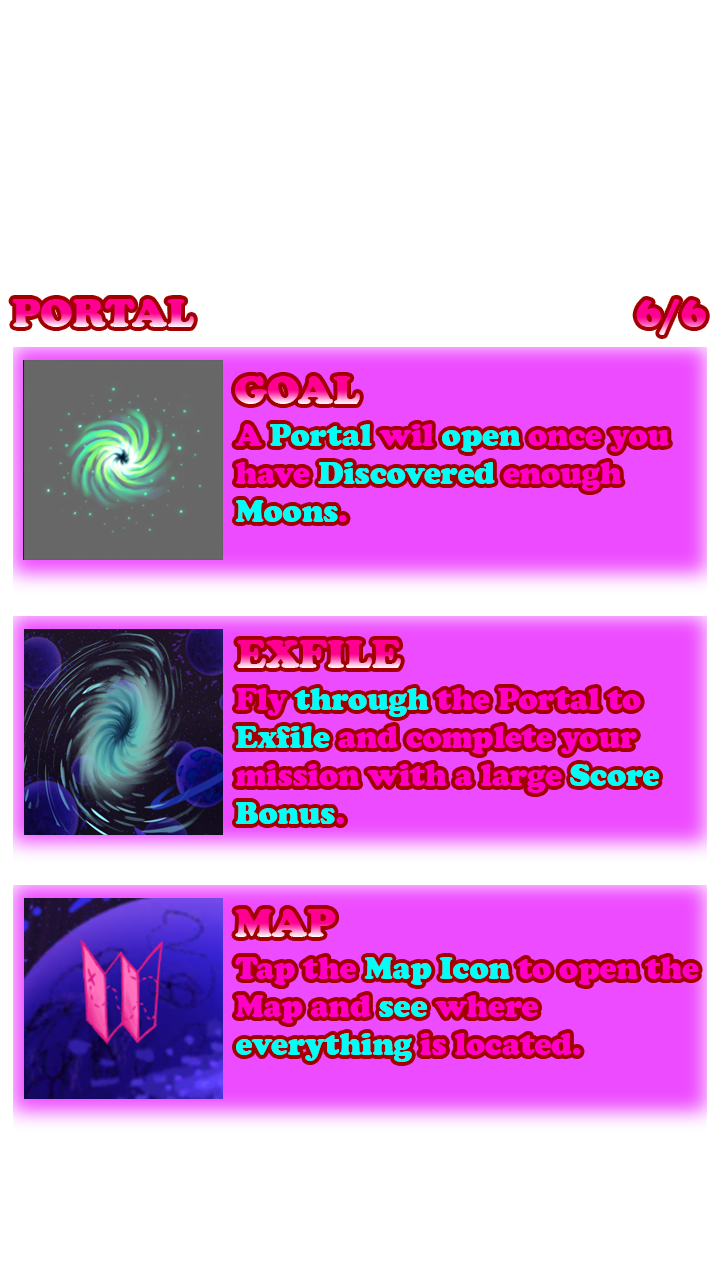 PORTAL 6/6
GOAL
A Portal wil open once you
have Discovered enough
Moons.
EXFILE
Fly through the Portal to
Exfile and complete your
mission with a large Score
Bonus.
MAP
Tap the Map Icon to open the
Map and see where
everything is located.